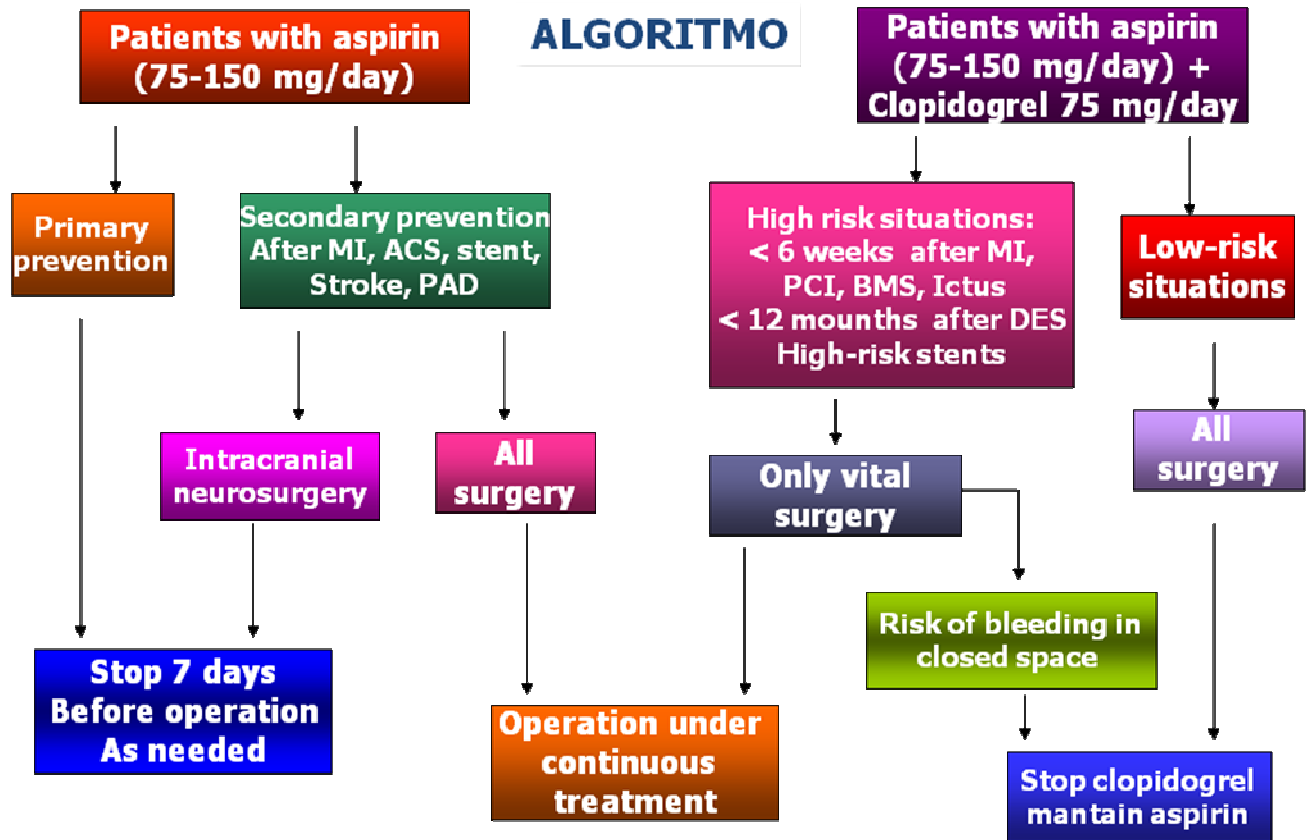 Patients with aspirin
(75-150 mg/day)
ALGORITMO
Patients with aspirin
(75-150 mg/day) +
Clopidogrel 75 mg/day
Primary
prevention
Secondary prevention
After MI, ACS, stent,
Stroke, PAD
High risk situations:
< 6 weeks after MI,
PCI, BMS, Ictus
< 12 mounths after DES
High-risk stents
Low-risk
situations
Intracranial
neurosurgery
All
surgery
Only vital
surgery
All
surgery
Risk of bleeding in
closed space
Stop 7 days
Before operation
As needed
Operation under
continuous
treatment
Stop clopidogrel
mantain aspirin